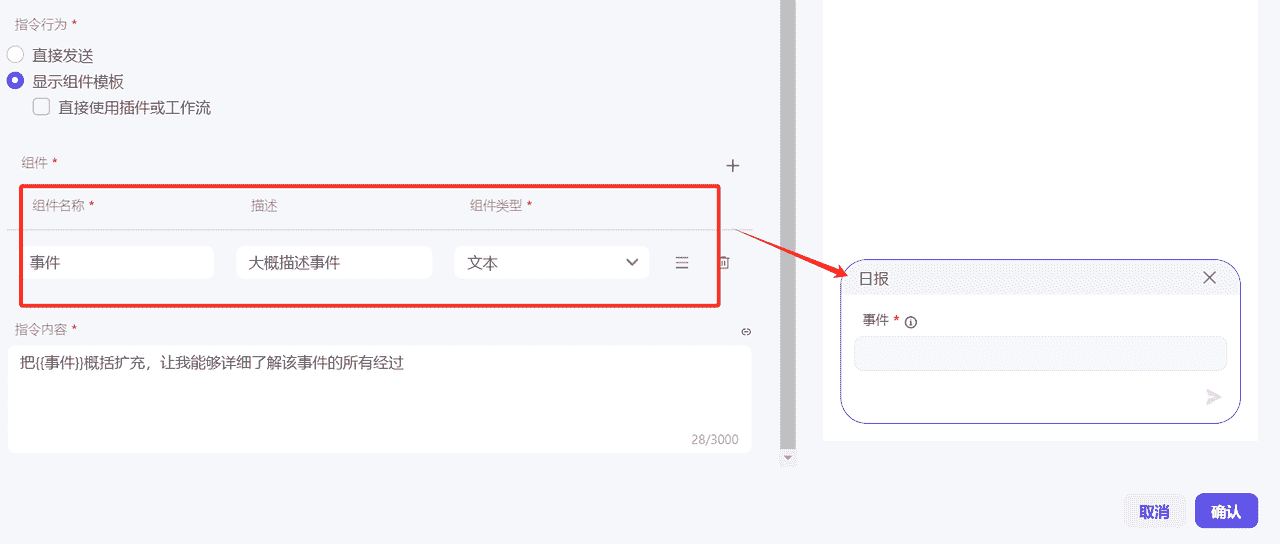 指令行为 *
直接发送
显示组件模板
直接使用插件或工作流
组件 *
组件名称 * 描述 组件类型 *
事件 大概描述事件 文本
指令内容 *
把{{事件}}概括扩充，让我能够详细了解该事件的所有经过
28/3000
日报
事件 *
取消 确认